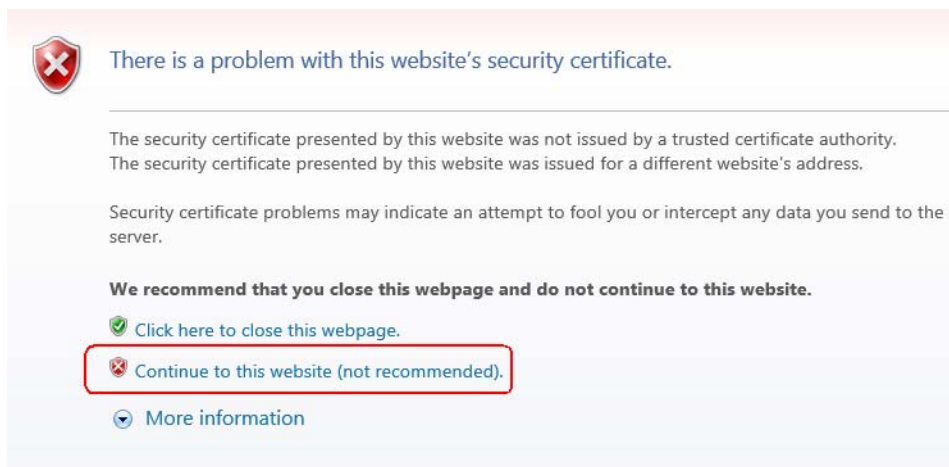 There is a problem with this website’s security certificate.
The security certificate presented by this website was not issued by a trusted certificate authority.
The security certificate presented by this website was issued for a different website's address.
Security certificate problems may indicate an attempt to fool you or intercept any data you send to the
server.
We recommend that you close this webpage and do not continue to this website.
Click here to close this webpage.
Continue to this website (not recommended).
More information